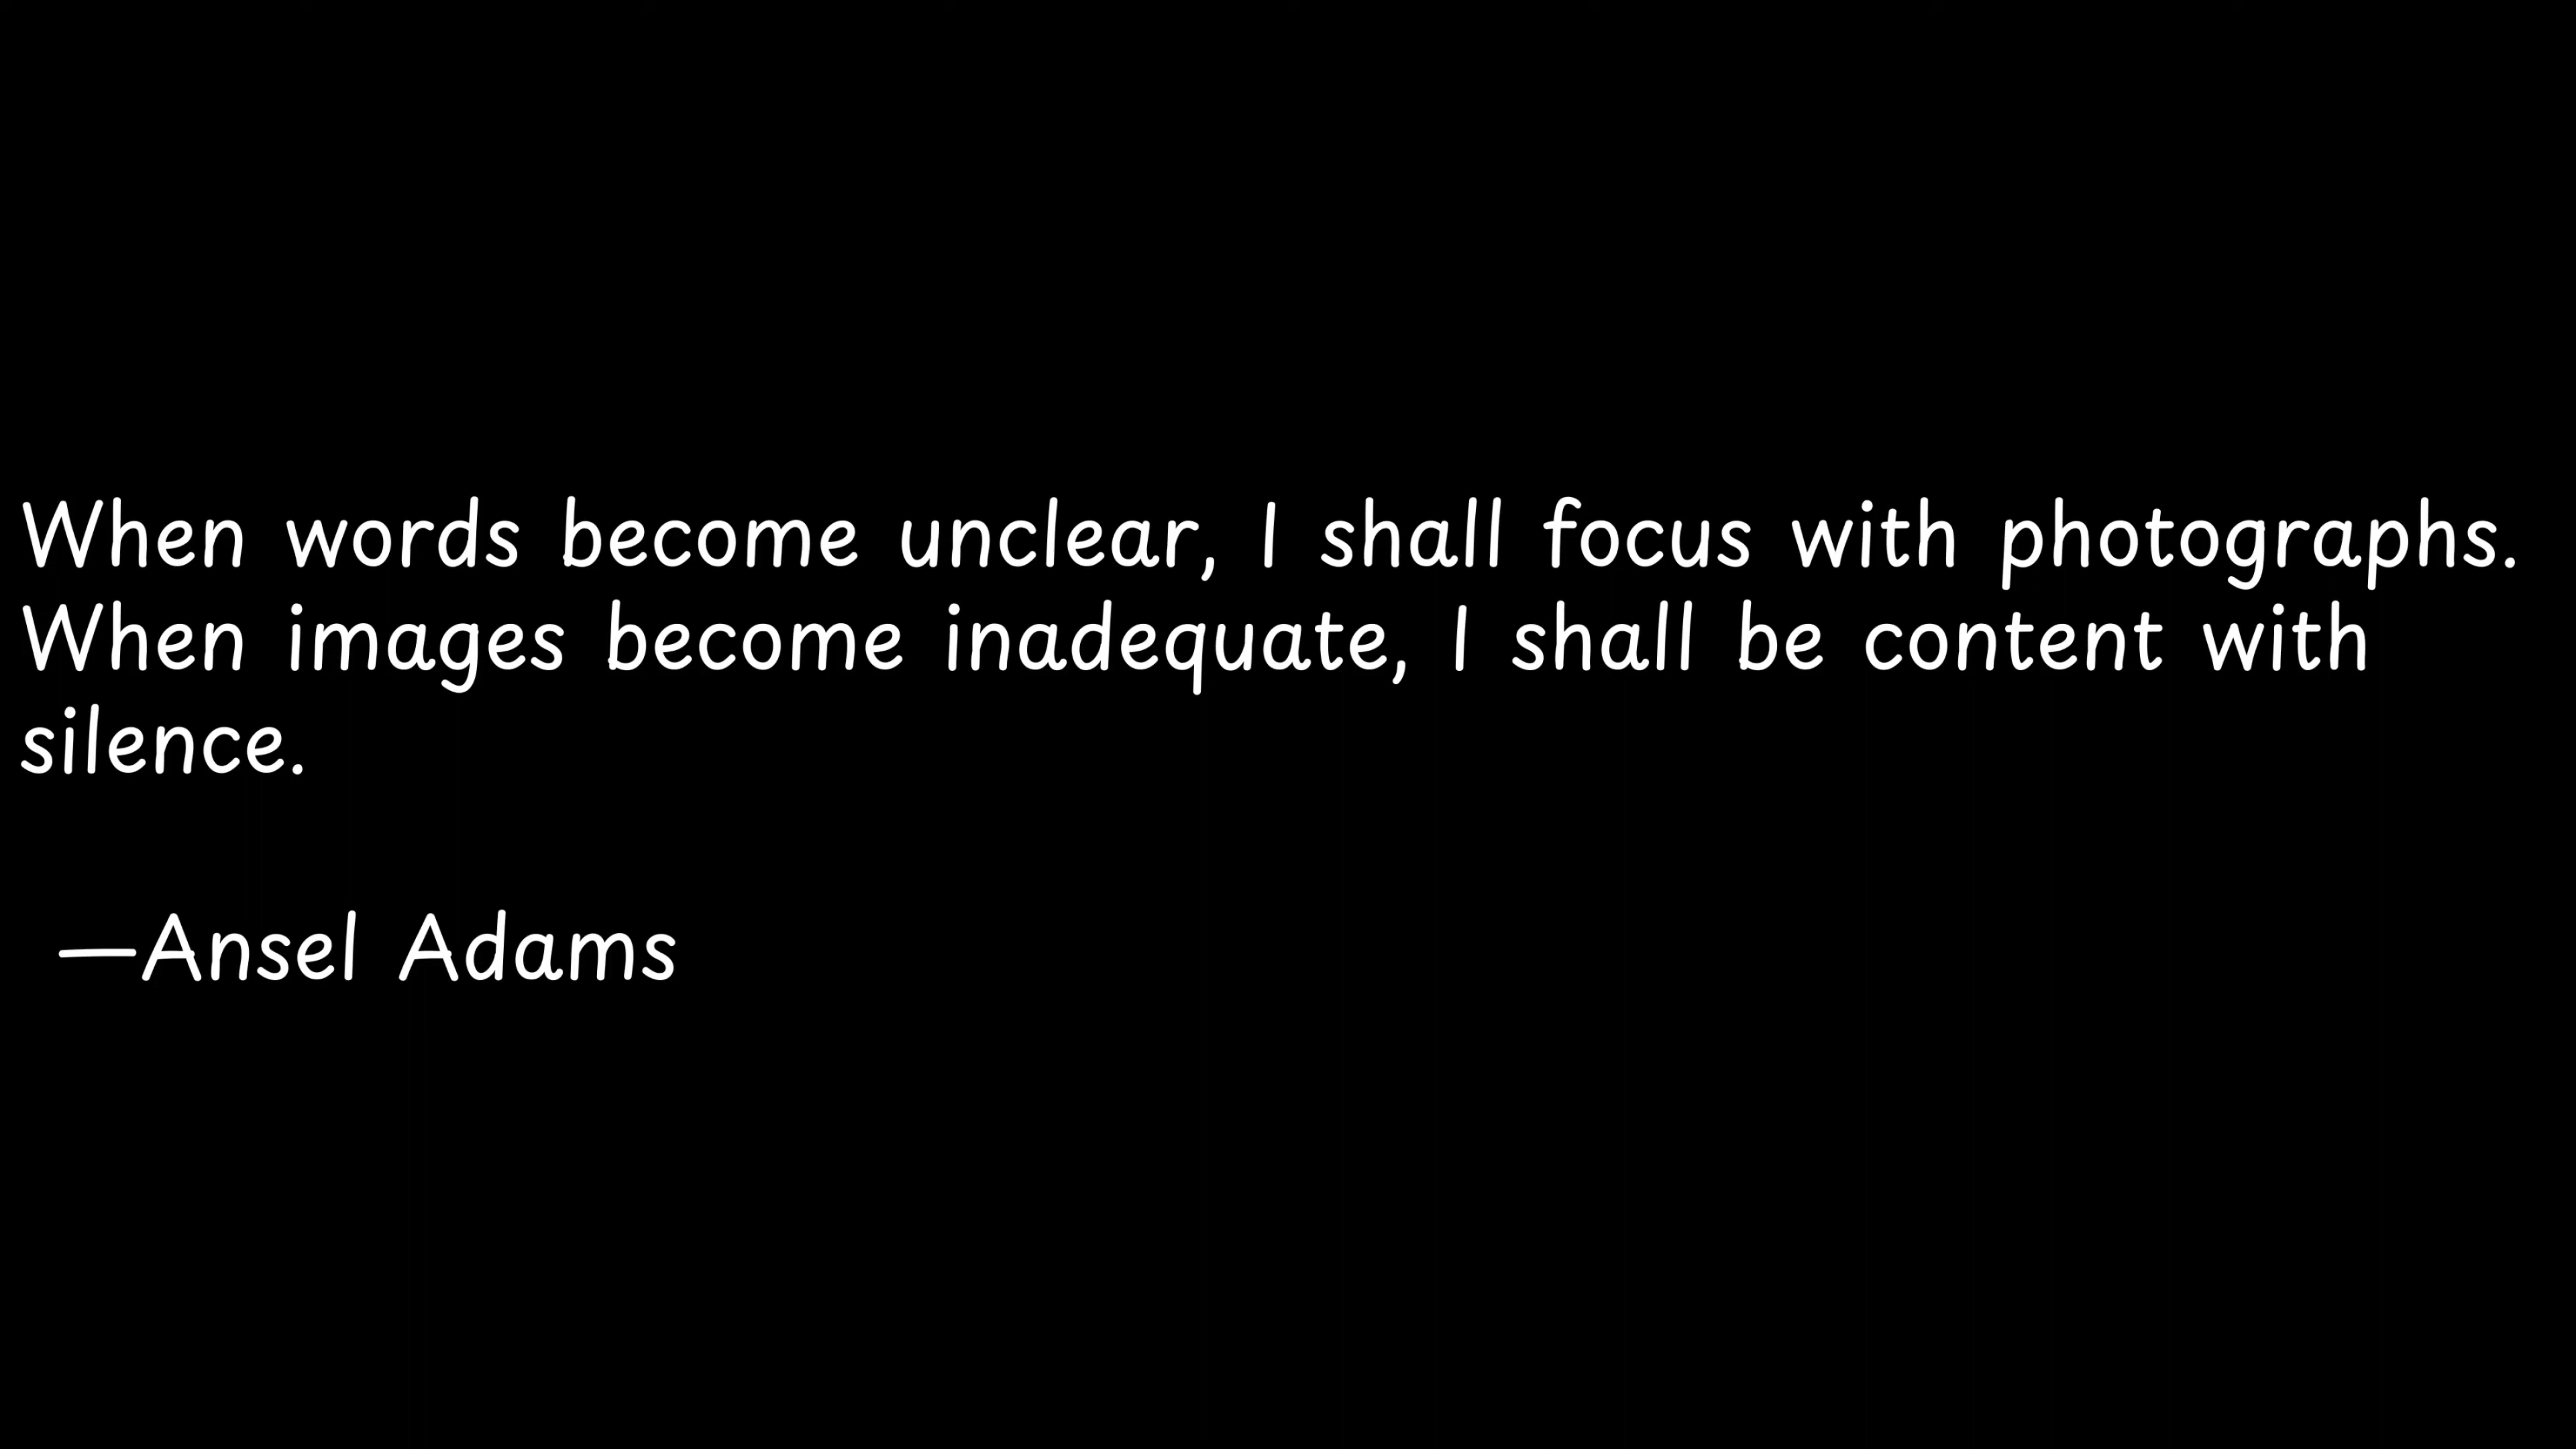 When words become unclear, I shall focus with photographs.
When images become inadequate, I shall be content with
silence.
—Ansel Adams